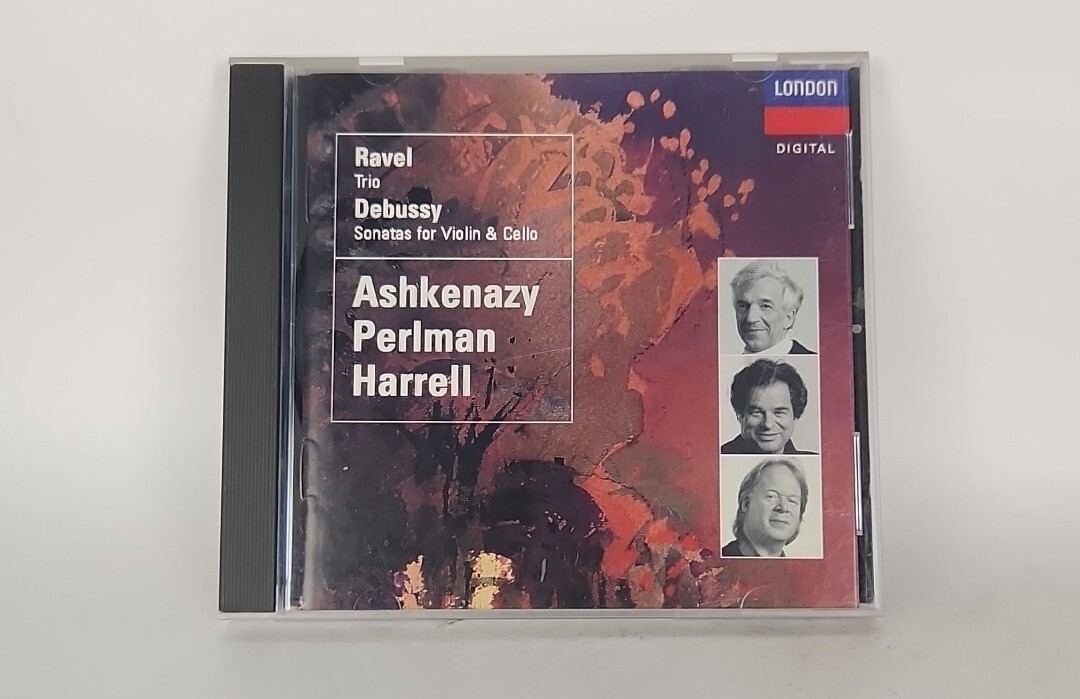 LONDON
DIGITAL
Ravel
Trio
Debussy
Sonatas for Violin & Cello
Ashkenazy
Perlman
Harrell